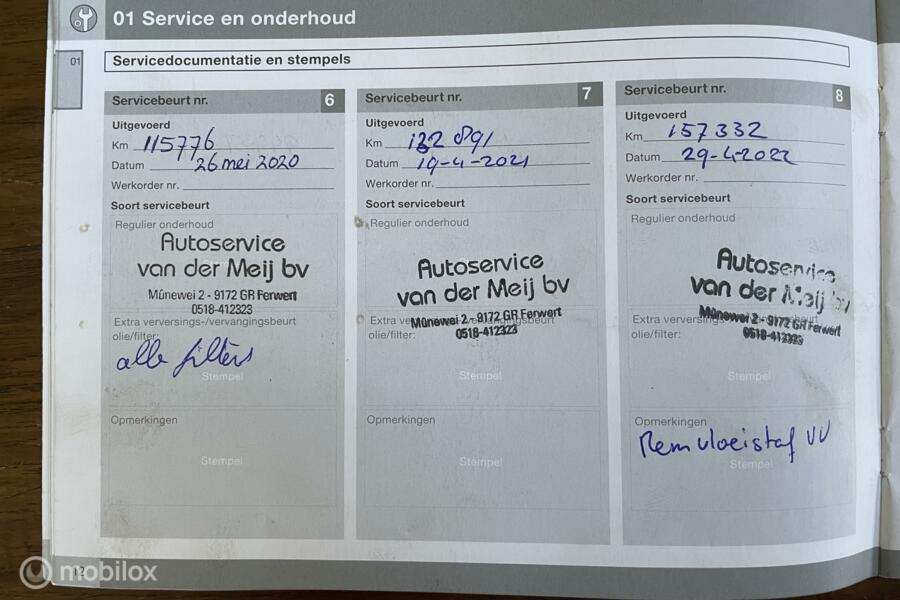 01 Service en onderhoud
01
Servicedocumentatie en stempels
Servicebeurt nr. 6
Uitgevoerd
Km 115776
Datum 26 mei 2020
Werkorder nr.
Soort servicebeurt
Regulier onderhoud
Autoservice
van der Meij bv
Mûnewei 2 - 9172 GR Ferwert
0518-412323
Extra verversings-/vervangingsbeurt
olie/filter:
alle filters
Stempel
Opmerkingen
Stempel
Servicebeurt nr. 7
Uitgevoerd
Km 132 891
Datum 19-4-2021
Werkorder nr.
Soort servicebeurt
Regulier onderhoud
Autoservice
van der Meij bv
Mûnewei 2 - 9172 GR Ferwert
0518-412323
Extra verversings-/vervangingsbeurt
olie/filter:
Stempel
Opmerkingen
Stempel
Servicebeurt nr. 8
Uitgevoerd
Km 157332
Datum 29-4-2022
Werkorder nr.
Soort servicebeurt
Regulier onderhoud
Autoservice
van der Meij bv
Mûnewei 2 - 9172 GR Ferwert
0518-412323
Extra verversings-/vervangingsbeurt
olie/filter:
Stempel
Opmerkingen
Remvloeistof VV
Stempel
12
mobilox